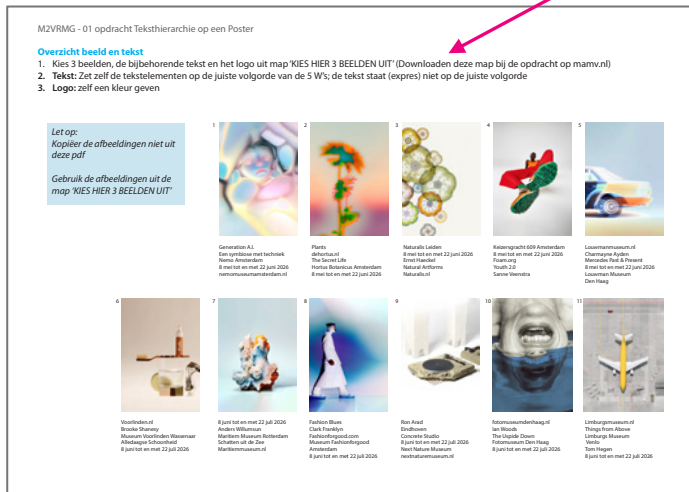 M2VRMG - 01 opdracht Teksthierarchie op een Poster
Overzicht beeld en tekst
1. Kies 3 beelden, de bijbehorende tekst en het logo uit map 'KIES HIER 3 BEELDEN UIT' (Downloaden deze map bij de opdracht op mamv.nl)
2. Tekst: Zet zelf de tekstelementen op de juiste volgorde van de 5 W's; de tekst staat (expres) niet op de juiste volgorde
3. Logo: zelf een kleur geven
Let op:
Kopiëer de afbeeldingen niet uit
deze pdf
Gebruik de afbeeldingen uit de
map 'KIES HIER 3 BEELDEN UIT'
1
Generation A.I.
Een symbiose met techniek
Nemo Amsterdam
8 mei tot en met 22 juni 2026
nemomuseumamsterdam.nl
2
Plants
dehortus.nl
The Secret Life
Hortus Botanicus Amsterdam
8 mei tot en met 22 juni 2026
3
Naturalis Leiden
8 mei tot en met 22 juni 2026
Ernst Haeckel
Natural Artforms
Naturalis.nl
4
Keizersgracht 609 Amsterdam
8 mei tot en met 22 juni 2026
Foam.org
Youth 2.0
Sanne Veenstra
5
Louwmanmuseum.nl
Charmayne Ayden
Mercedes Past & Present
8 mei tot en met 22 juni 2026
Louwman Museum
Den Haag
6
Voorlinden.nl
Brooke Shanesy
Museum Voorlinden Wassenaar
Alledaagse Schoonheid
8 juni tot en met 22 juli 2026
7
8 juni tot en met 22 juli 2026
Anders Willumsun
Maritiem Museum Rotterdam
Schatten uit de Zee
Maritiemmuseum.nl
8
Fashion Blues
Clark Franklyn
Fashionforgood.com
Museum Fashionforgood
Amsterdam
8 juni tot en met 22 juli 2026
9
Ron Arad
Eindhoven
Concrete Studio
8 juni tot en met 22 juli 2026
Next Nature Museum
nextnaturemuseum.nl
10
fotomuseumdenhaag.nl
Ian Woods
The Upside Down
Fotomuseum Den Haag
8 juni tot en met 22 juli 2026
11
Limburgsmuseum.nl
Things from Above
Limburgs Museum
Venlo
Tom Hegen
8 juni tot en met 22 juli 2026